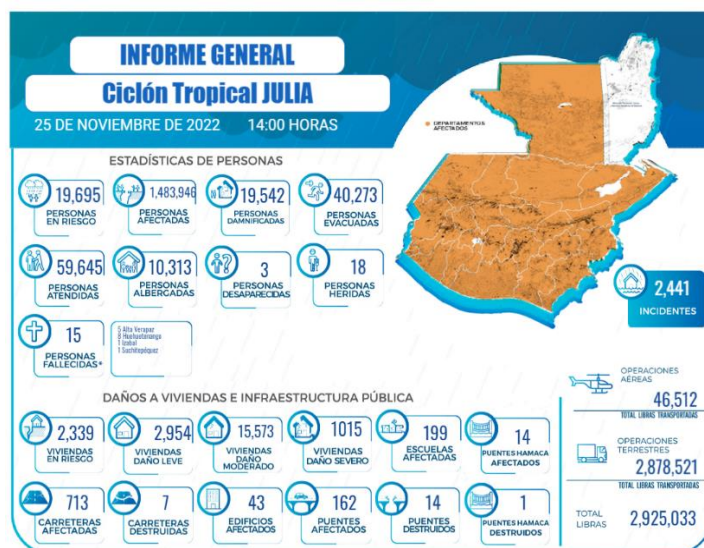 INFORME GENERAL
Ciclón Tropical JULIA
25 DE NOVIEMBRE DE 2022 14:00 HORAS
DEPARTAMENTOS
AFECTADOS
ESTADÍSTICAS DE PERSONAS
19,695
PERSONAS
EN RIESGO
1,483,946
PERSONAS
AFECTADAS
19,542
PERSONAS
DAMNIFICADAS
40,273
PERSONAS
EVACUADAS
59,645
PERSONAS
ATENDIDAS
10,313
PERSONAS
ALBERGADAS
3
PERSONAS
DESAPARECIDAS
18
PERSONAS
HERIDAS
2,441
INCIDENTES
15
PERSONAS
FALLECIDAS*
5 Alta Verapaz
8 Huehuetenango
1 Izabal
1 Suchitepéquez
DAÑOS A VIVIENDAS E INFRAESTRUCTURA PÚBLICA
2,339
VIVIENDAS
EN RIESGO
2,954
VIVIENDAS
DAÑO LEVE
15,573
VIVIENDAS
DAÑO
MODERADO
1015
VIVIENDAS
DAÑO SEVERO
199
ESCUELAS
AFECTADAS
14
PUENTES HAMACA
AFECTADOS
713
CARRETERAS
AFECTADAS
7
CARRETERAS
DESTRUIDAS
43
EDIFICIOS
AFECTADOS
162
PUENTES
AFECTADOS
14
PUENTES
DESTRUIDOS
1
PUENTES HAMACA
DESTRUIDOS
OPERACIONES
AÉREAS
46,512
TOTAL LIBRAS TRANSPORTADAS
OPERACIONES
TERRESTRES
2,878,521
TOTAL LIBRAS TRANSPORTADAS
TOTAL
LIBRAS
2,925,033